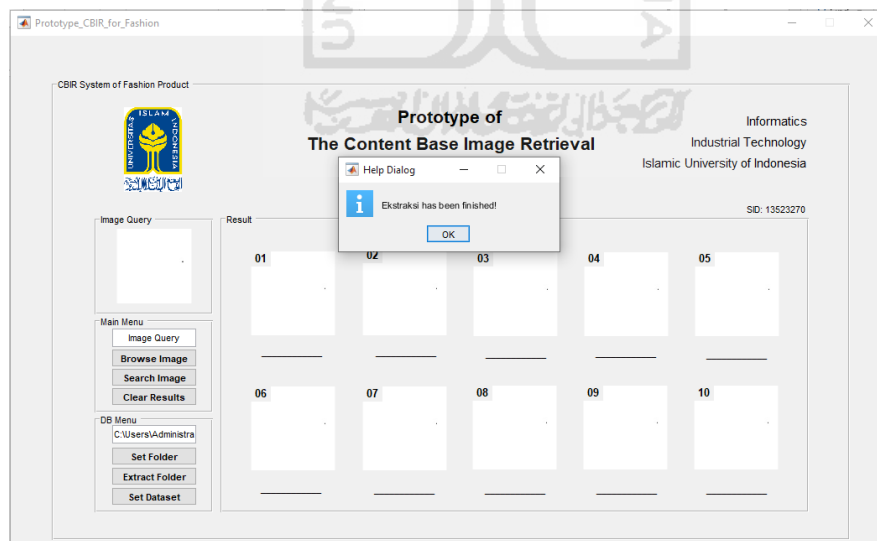 Prototype_CBIR_for_Fashion
CBIR System of Fashion Product
ISLAM
UNIVERSITAS
INDONESIA
Prototype of
The Content Base Image Retrieval
Informatics
Industrial Technology
Islamic University of Indonesia
SID: 13523270
Help Dialog
Ekstraksi has been finished!
OK
Image Query
Result
01
02
03
04
05
Main Menu
Image Query
Browse Image
Search Image
Clear Results
06
07
08
09
10
DB Menu
C:\Users\Administra
Set Folder
Extract Folder
Set Dataset